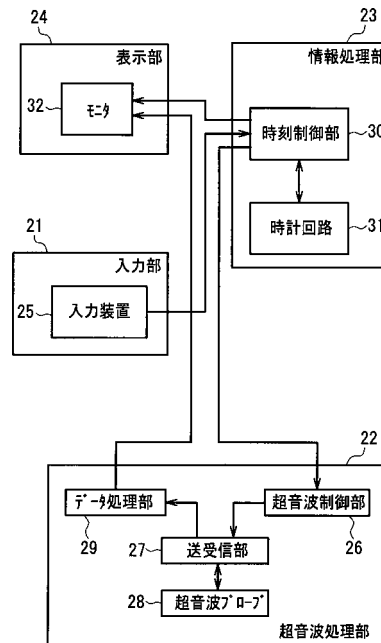 24
23
表示部
情報処理部
32
モニタ
時刻制御部
30
時計回路
31
21
入力部
25
入力装置
22
データ処理部
超音波制御部
29
27
送受信部
26
28
超音波プローブ
超音波処理部